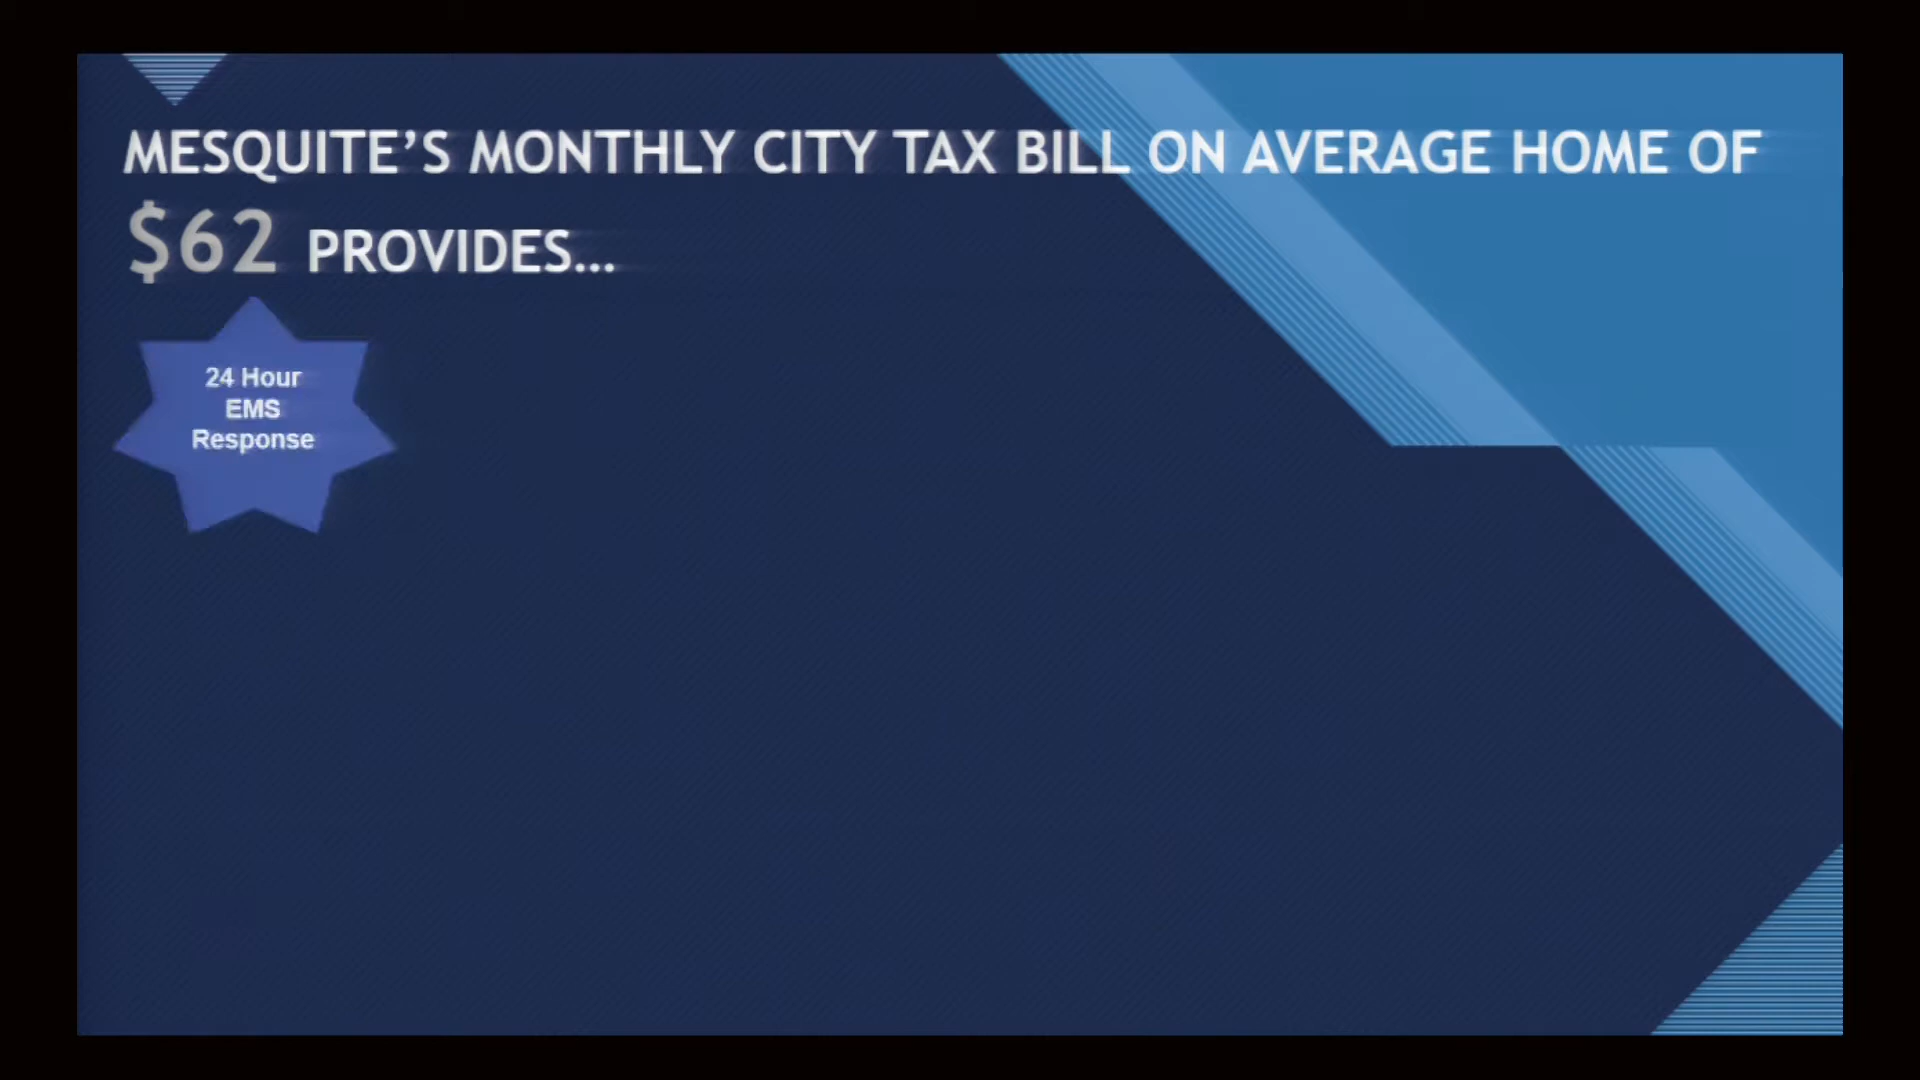 MESQUITE’S MONTHLY CITY TAX BILL ON AVERAGE HOME OF
$62 PROVIDES...
24 Hour
EMS
Response